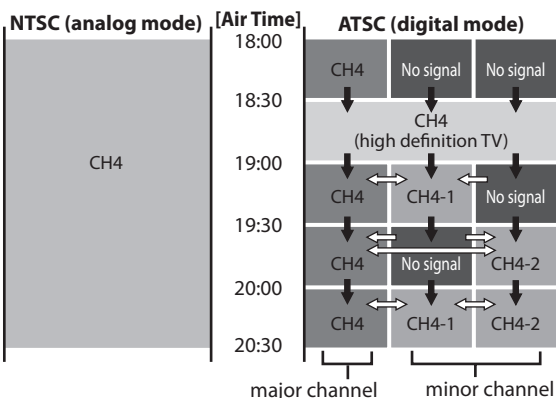 NTSC (analog mode) [Air Time] ATSC (digital mode)
18:00
CH4 No signal No signal
18:30
CH4
(high definition TV)
CH4
19:00
CH4 CH4-1 No signal
19:30
CH4 No signal CH4-2
20:00
CH4 CH4-1 CH4-2
20:30
major channel minor channel